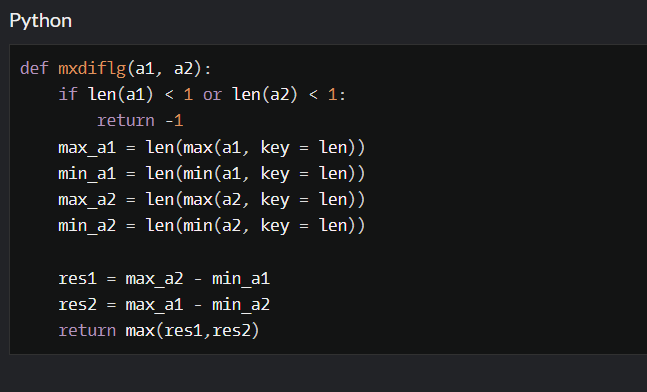 Python
def mxdiflg(a1, a2):
    if len(a1) < 1 or len(a2) < 1:
        return -1
    max_a1 = len(max(a1, key = len))
    min_a1 = len(min(a1, key = len))
    max_a2 = len(max(a2, key = len))
    min_a2 = len(min(a2, key = len))
    res1 = max_a2 - min_a1
    res2 = max_a1 - min_a2
    return max(res1,res2)